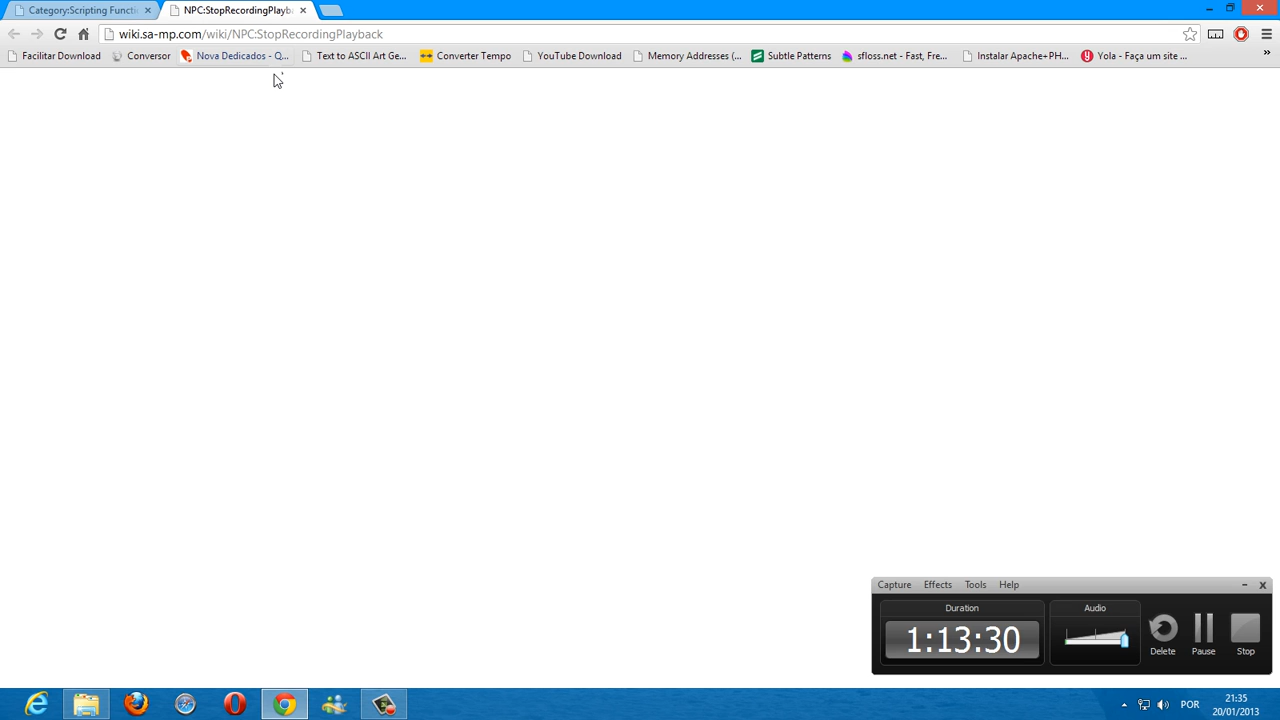 Category:Scripting Functi
NPC:StopRecordingPlayb
wiki.sa-mp.com/wiki/NPC:StopRecordingPlayback
Facilitar Download
Conversor
Nova Dedicados - Q...
Text to ASCII Art Ge...
Converter Tempo
YouTube Download
Memory Addresses (...
Subtle Patterns
sfloss.net - Fast, Fre...
Instalar Apache+PH...
Yola - Faça um site ...
»
Capture Effects Tools Help
Duration
Audio
1:13:30
Delete Pause Stop
POR
21:35
20/01/2013